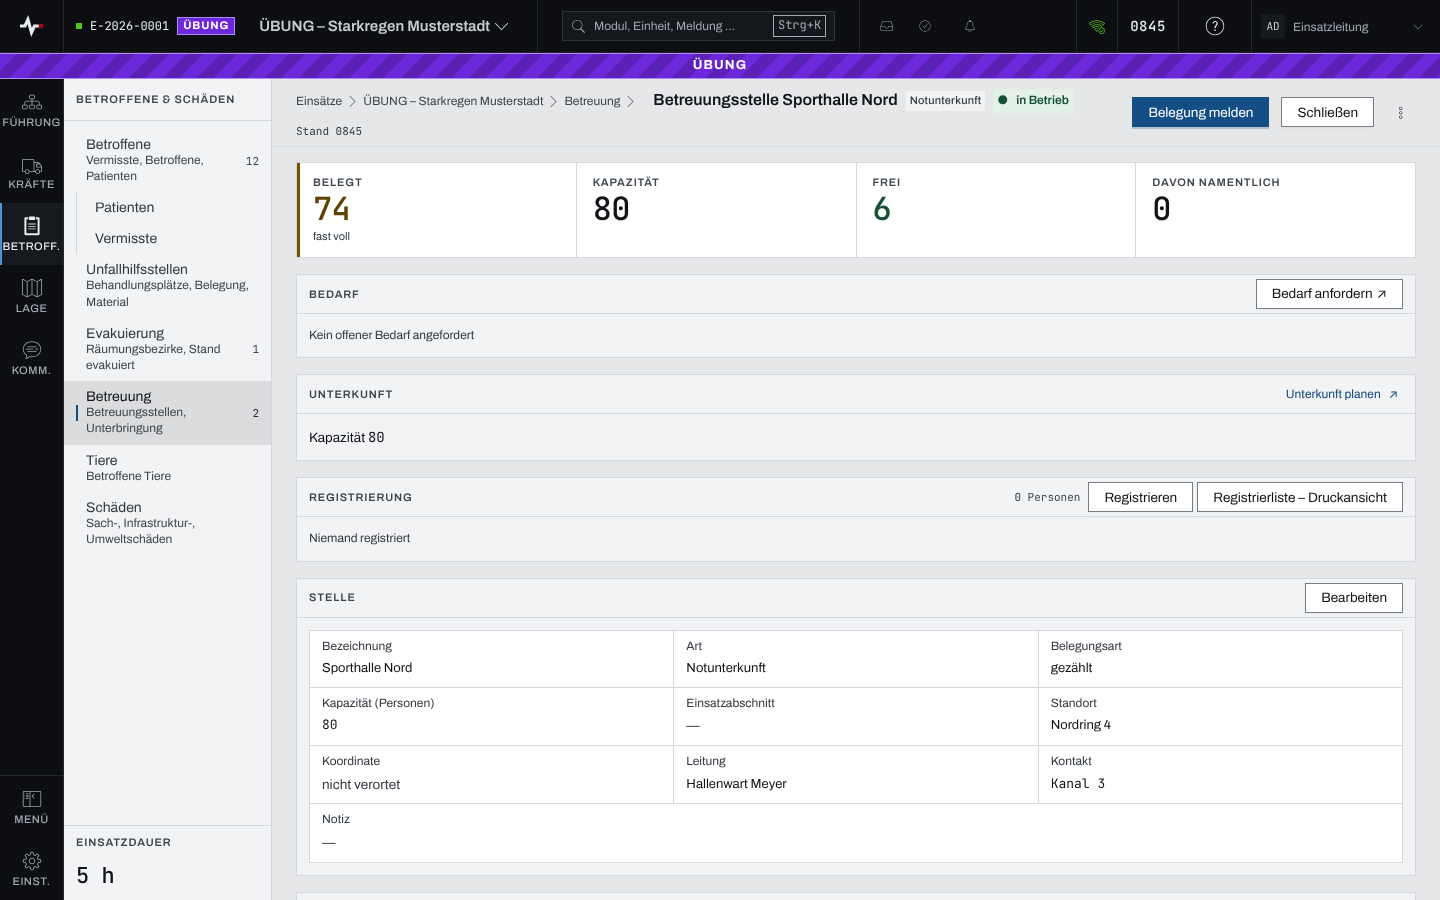 E-2026-0001 ÜBUNG ÜBUNG – Starkregen Musterstadt
Modul, Einheit, Meldung ... Strg+K
0845
AD Einsatzleitung
ÜBUNG
FÜHRUNG
KRÄFTE
BETROFF.
LAGE
KOMM.
MENÜ
EINST.
BETROFFENE & SCHÄDEN
Betroffene
Vermisste, Betroffene, 12
Patienten
Patienten
Vermisste
Unfallhilfsstellen
Behandlungsplätze, Belegung,
Material
Evakuierung
Räumungsbezirke, Stand 1
evakuiert
Betreuung
Betreuungsstellen, 2
Unterbringung
Tiere
Betroffene Tiere
Schäden
Sach-, Infrastruktur-,
Umweltschäden
EINSATZDAUER
5 h
Einsätze ÜBUNG – Starkregen Musterstadt Betreuung Betreuungsstelle Sporthalle Nord Notunterkunft in Betrieb
Stand 0845
Belegung melden Schließen
BELEGT
74
fast voll
KAPAZITÄT
80
FREI
6
DAVON NAMENTLICH
0
BEDARF Bedarf anfordern
Kein offener Bedarf angefordert
UNTERKUNFT Unterkunft planen
Kapazität 80
REGISTRIERUNG 0 Personen Registrieren Registrierliste – Druckansicht
Niemand registriert
STELLE Bearbeiten
Bezeichnung
Sporthalle Nord
Art
Notunterkunft
Belegungsart
gezählt
Kapazität (Personen)
80
Einsatzabschnitt
—
Standort
Nordring 4
Koordinate
nicht verortet
Leitung
Hallenwart Meyer
Kontakt
Kanal 3
Notiz
—